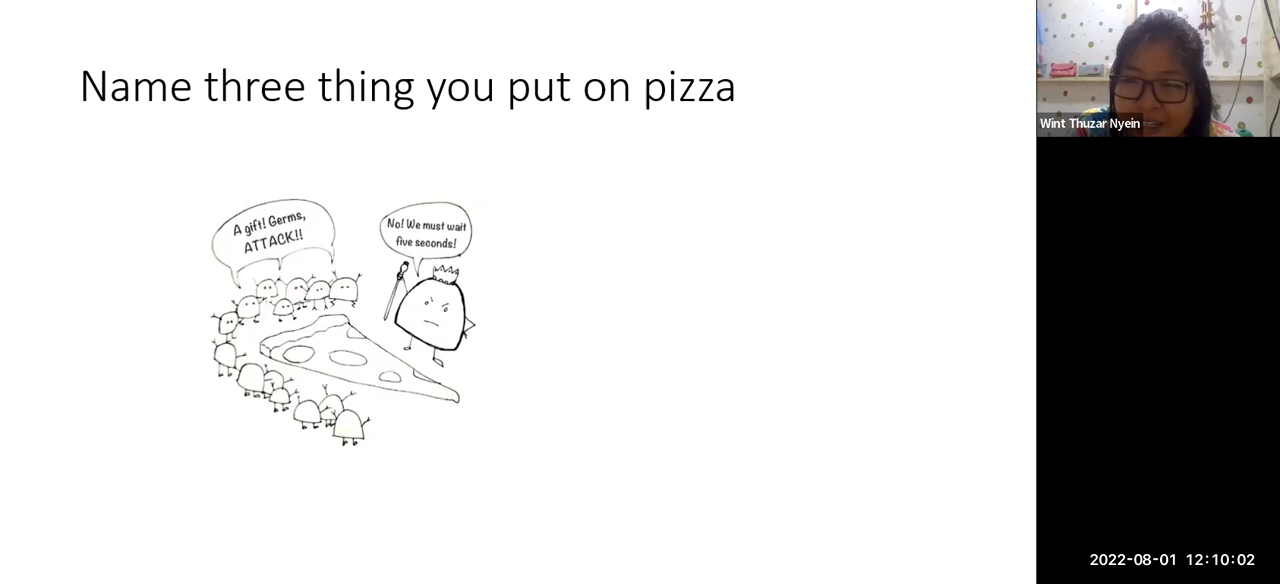 Name three thing you put on pizza
A gift! Germs,
ATTACK!!
No! We must wait
five seconds!
Wint Thuzar Nyein
2022-08-01 12:10:02